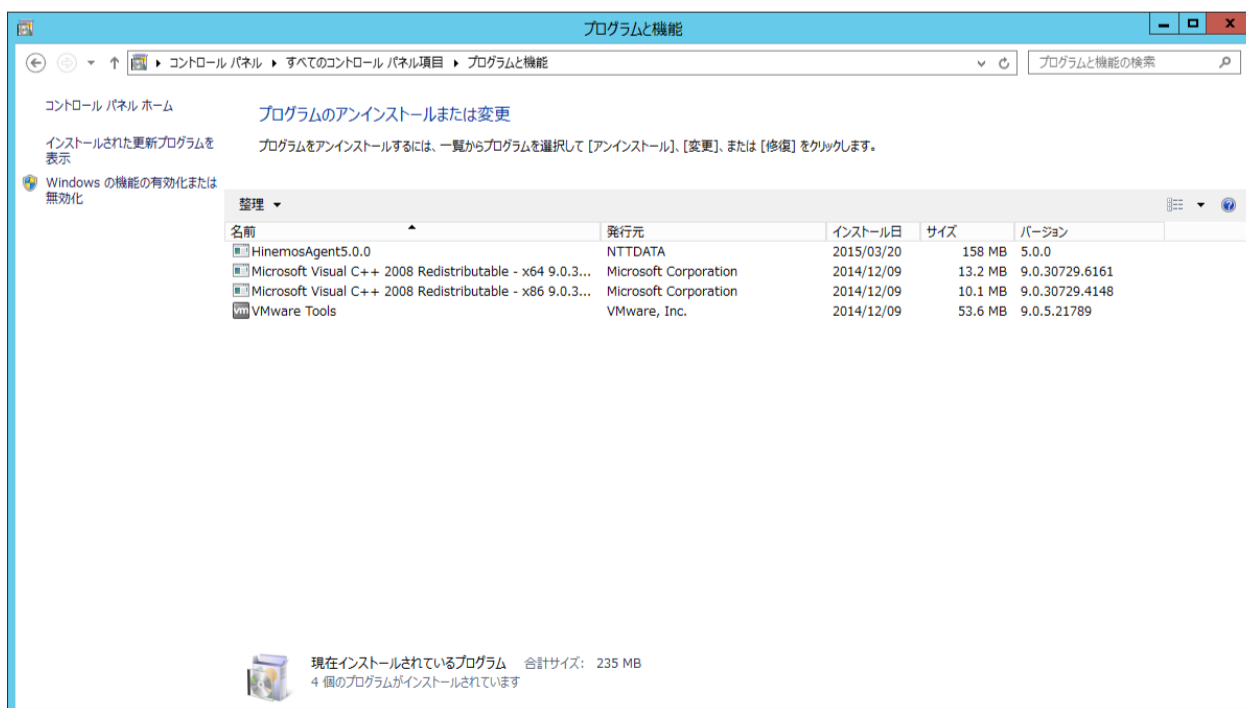 プログラムと機能
コントロール パネル ▸ すべてのコントロール パネル項目 ▸ プログラムと機能
プログラムと機能の検索
コントロール パネル ホーム
インストールされた更新プログラムを
表示
Windows の機能の有効化または
無効化
プログラムのアンインストールまたは変更
プログラムをアンインストールするには、一覧からプログラムを選択して [アンインストール]、[変更]、または [修復] をクリックします。
整理
名前 発行元 インストール日 サイズ バージョン
HinemosAgent5.0.0 NTTDATA 2015/03/20 158 MB 5.0.0
Microsoft Visual C++ 2008 Redistributable - x64 9.0.3... Microsoft Corporation 2014/12/09 13.2 MB 9.0.30729.6161
Microsoft Visual C++ 2008 Redistributable - x86 9.0.3... Microsoft Corporation 2014/12/09 10.1 MB 9.0.30729.4148
vm VMware Tools VMware, Inc. 2014/12/09 53.6 MB 9.0.5.21789
現在インストールされているプログラム 合計サイズ: 235 MB
4 個のプログラムがインストールされています